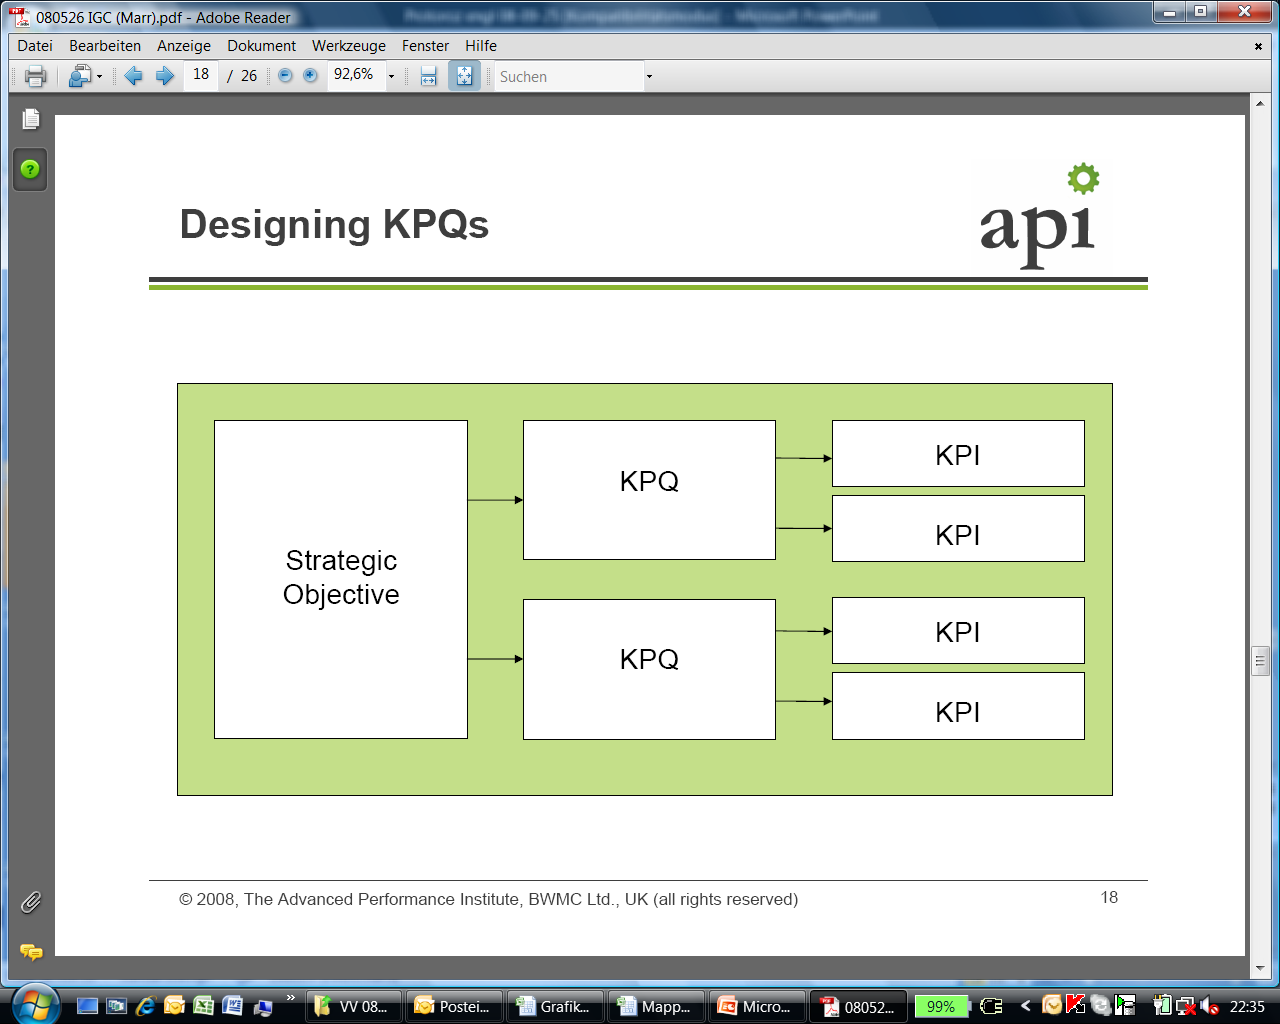 080526 IGC (Marr).pdf - Adobe Reader
Datei Bearbeiten Anzeige Dokument Werkzeuge Fenster Hilfe
18 / 26 92,6% Suchen
api
Designing KPQs
Strategic
Objective
KPQ
KPI
KPI
KPQ
KPI
KPI
© 2008, The Advanced Performance Institute, BWMC Ltd., UK (all rights reserved)
18
VV 08... Postei... Grafik... Mapp... Micro... 08052... 99% 22:35